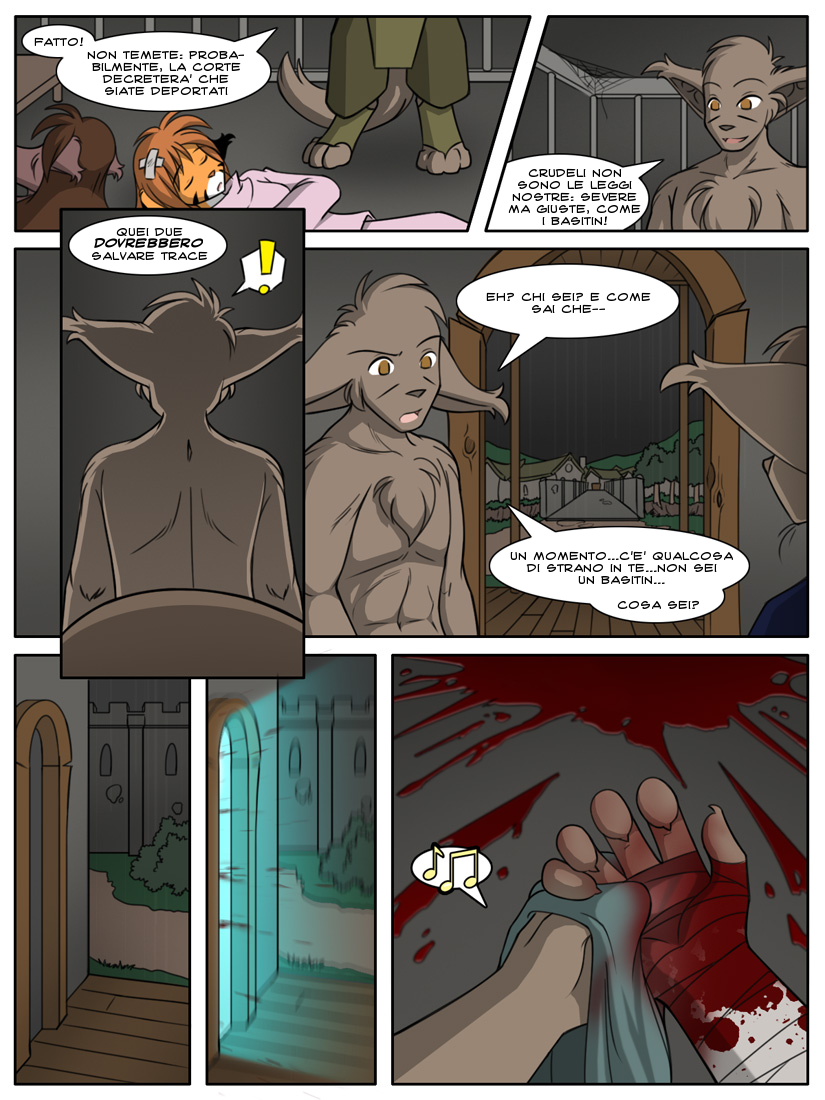 FATTO!
NON TEMETE: PROBA-
BILMENTE, LA CORTE
DECRETERA' CHE
SIATE DEPORTATI
CRUDELI NON
SONO LE LEGGI
NOSTRE: SEVERE
MA GIUSTE, COME
I BASITIN!
QUEI DUE
DOVREBBERO
SALVARE TRACE
!
EH? CHI SEI? E COME
SAI CHE--
UN MOMENTO...C'E' QUALCOSA
DI STRANO IN TE...NON SEI
UN BASITIN...
COSA SEI?